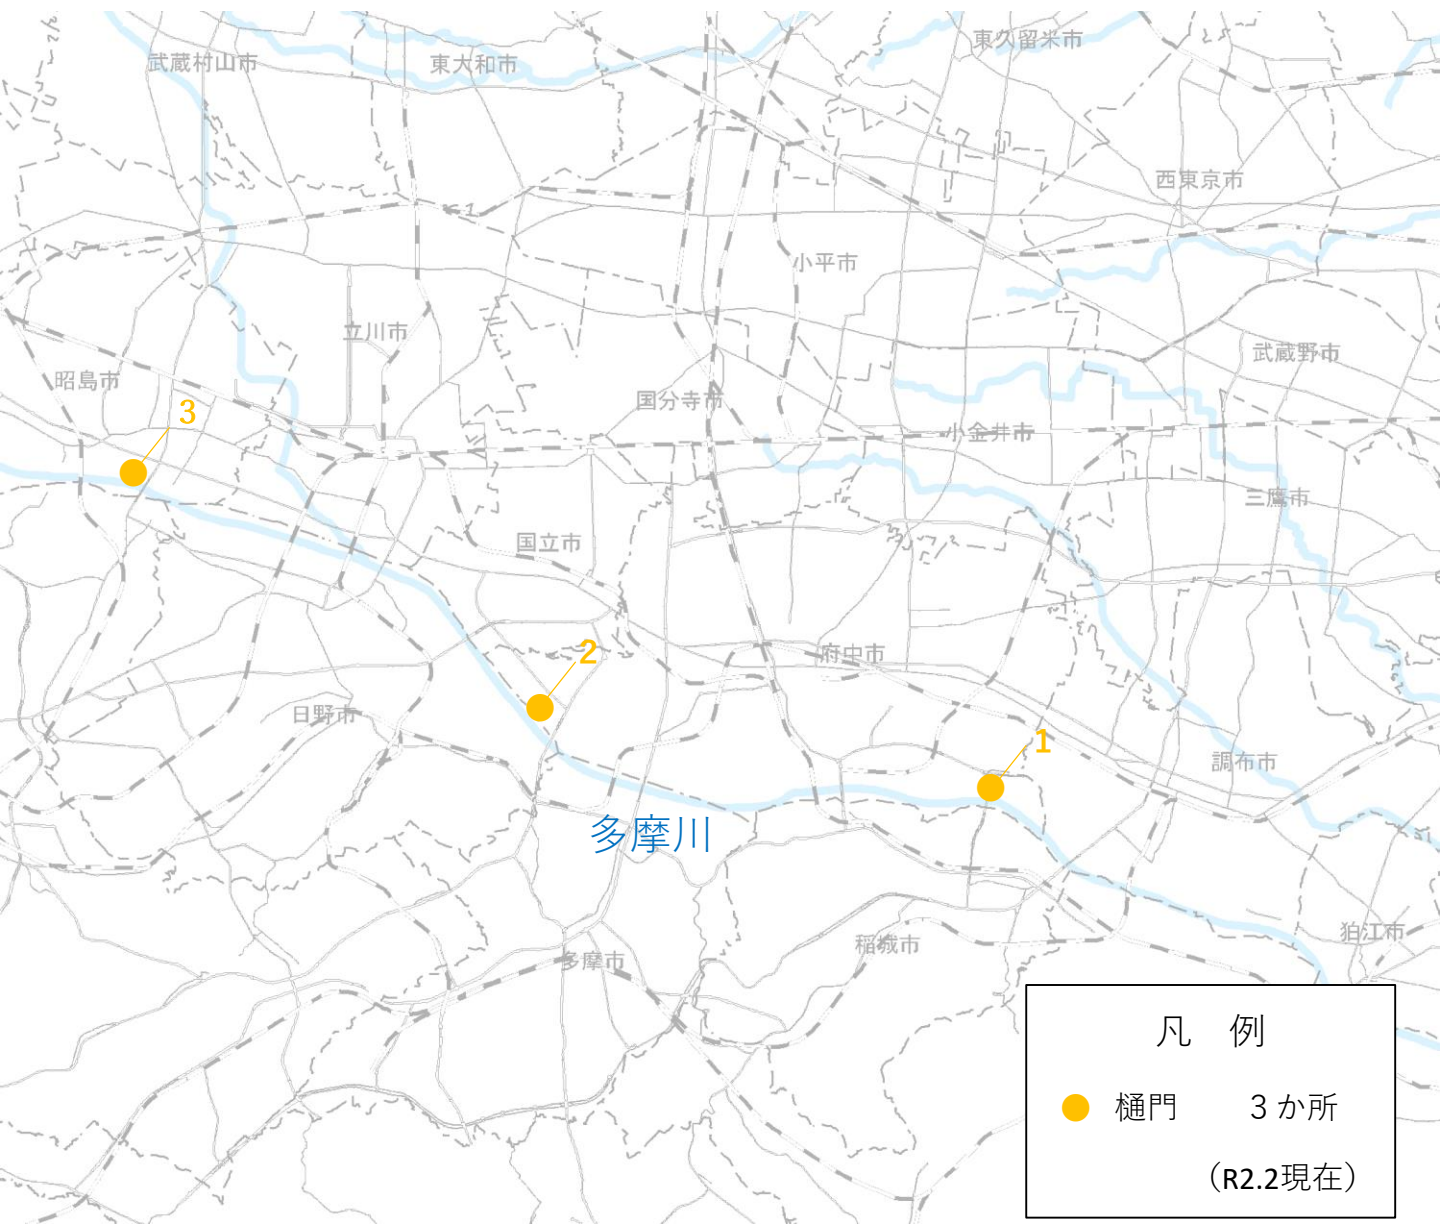 東久留米市
武蔵村山市
東大和市
西東京市
小平市
立川市
武蔵野市
昭島市
国分寺市
3
小金井市
三鷹市
国立市
2
府中市
日野市
1
調布市
多摩川
狛江市
稲城市
多摩市
凡 例
樋門 3か所
（R2.2現在）